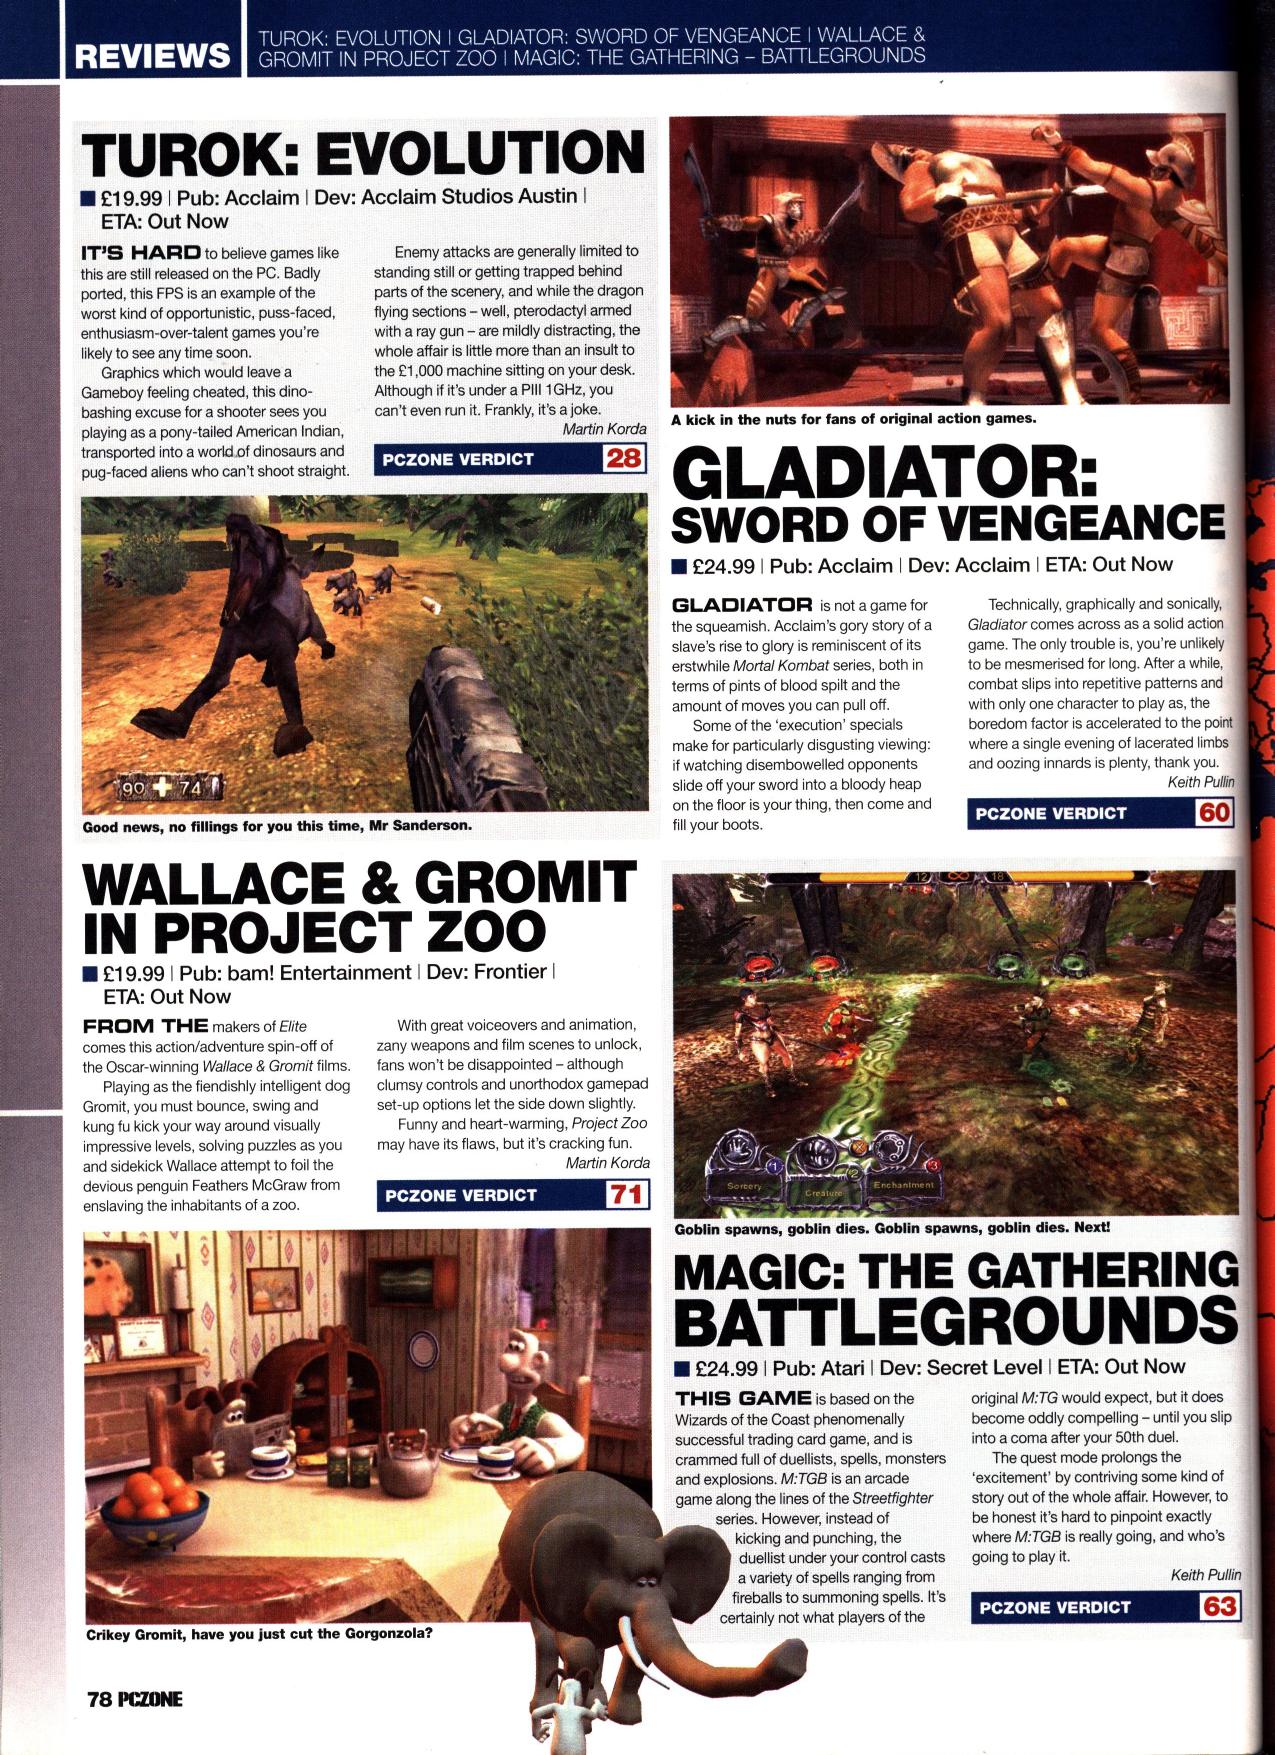 REVIEWS
TUROK: EVOLUTION | GLADIATOR: SWORD OF VENGEANCE | WALLACE &
GROMIT IN PROJECT ZOO | MAGIC: THE GATHERING – BATTLEGROUNDS
TUROK: EVOLUTION
£19.99 | Pub: Acclaim | Dev: Acclaim Studios Austin |
ETA: Out Now
IT'S HARD to believe games like
this are still released on the PC. Badly
ported, this FPS is an example of the
worst kind of opportunistic, puss-faced,
enthusiasm-over-talent games you're
likely to see any time soon.
Graphics which would leave a
Gameboy feeling cheated, this dino-
bashing excuse for a shooter sees you
playing as a pony-tailed American Indian,
transported into a world of dinosaurs and
pug-faced aliens who can't shoot straight.
Enemy attacks are generally limited to
standing still or getting trapped behind
parts of the scenery, and while the dragon
flying sections – well, pterodactyl armed
with a ray gun – are mildly distracting, the
whole affair is little more than an insult to
the £1,000 machine sitting on your desk.
Although if it's under a PIII 1GHz, you
can't even run it. Frankly, it's a joke.
Martin Korda
PCZONE VERDICT 28
90 74
Good news, no fillings for you this time, Mr Sanderson.
A kick in the nuts for fans of original action games.
GLADIATOR:
SWORD OF VENGEANCE
£24.99 | Pub: Acclaim | Dev: Acclaim | ETA: Out Now
GLADIATOR is not a game for
the squeamish. Acclaim's gory story of a
slave's rise to glory is reminiscent of its
erstwhile Mortal Kombat series, both in
terms of pints of blood spilt and the
amount of moves you can pull off.
Some of the 'execution' specials
make for particularly disgusting viewing:
if watching disembowelled opponents
slide off your sword into a bloody heap
on the floor is your thing, then come and
fill your boots.
Technically, graphically and sonically,
Gladiator comes across as a solid action
game. The only trouble is, you're unlikely
to be mesmerised for long. After a while,
combat slips into repetitive patterns and
with only one character to play as, the
boredom factor is accelerated to the point
where a single evening of lacerated limbs
and oozing innards is plenty, thank you.
Keith Pullin
PCZONE VERDICT 60
WALLACE & GROMIT
IN PROJECT ZOO
£19.99 | Pub: bam! Entertainment | Dev: Frontier |
ETA: Out Now
FROM THE makers of Elite
comes this action/adventure spin-off of
the Oscar-winning Wallace & Gromit films.
Playing as the fiendishly intelligent dog
Gromit, you must bounce, swing and
kung fu kick your way around visually
impressive levels, solving puzzles as you
and sidekick Wallace attempt to foil the
devious penguin Feathers McGraw from
enslaving the inhabitants of a zoo.
With great voiceovers and animation,
zany weapons and film scenes to unlock,
fans won't be disappointed – although
clumsy controls and unorthodox gamepad
set-up options let the side down slightly.
Funny and heart-warming, Project Zoo
may have its flaws, but it's cracking fun.
Martin Korda
PCZONE VERDICT 71
Crikey Gromit, have you just cut the Gorgonzola?
12 18
Sorcery 1
Creature 2
Enchantment 3
Goblin spawns, goblin dies. Goblin spawns, goblin dies. Next!
MAGIC: THE GATHERING
BATTLEGROUNDS
£24.99 | Pub: Atari | Dev: Secret Level | ETA: Out Now
THIS GAME is based on the
Wizards of the Coast phenomenally
successful trading card game, and is
crammed full of duellists, spells, monsters
and explosions. M:TGB is an arcade
game along the lines of the Streetfighter
series. However, instead of
kicking and punching, the
duellist under your control casts
a variety of spells ranging from
fireballs to summoning spells. It's
certainly not what players of the
original M:TG would expect, but it does
become oddly compelling – until you slip
into a coma after your 50th duel.
The quest mode prolongs the
'excitement' by contriving some kind of
story out of the whole affair. However, to
be honest it's hard to pinpoint exactly
where M:TGB is really going, and who's
going to play it.
Keith Pullin
PCZONE VERDICT 63
78 PCZONE